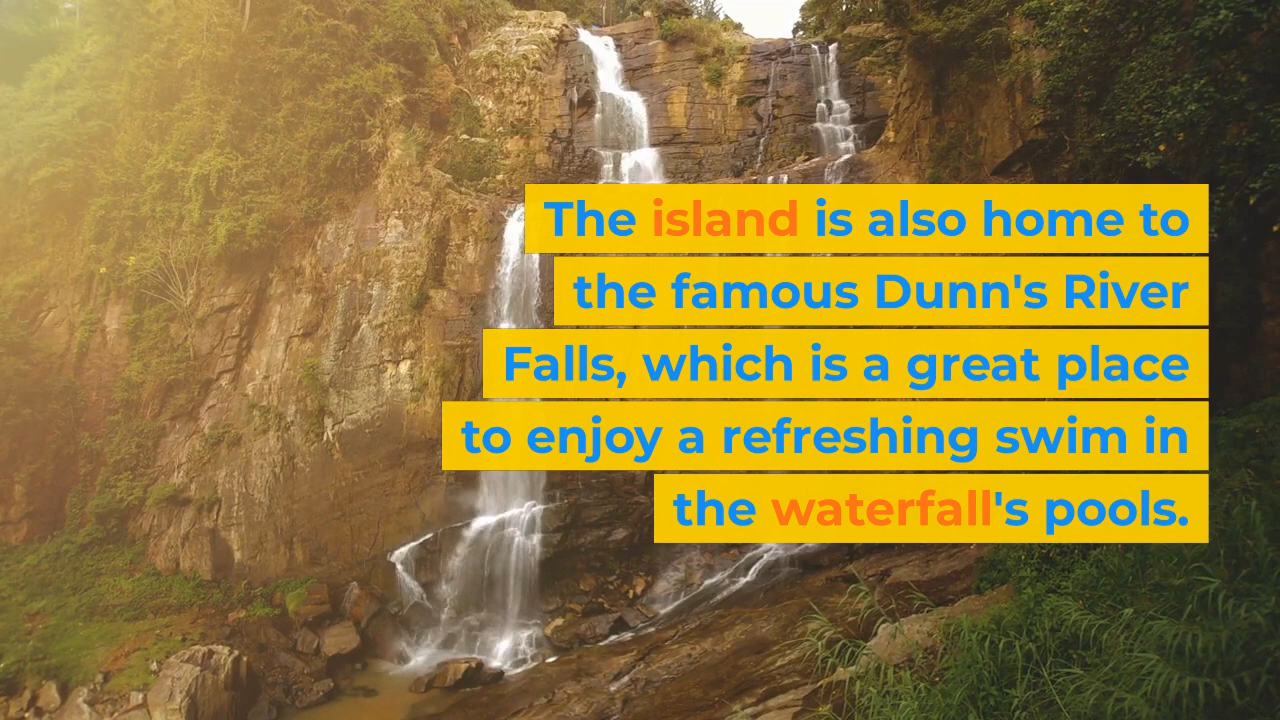 The island is also home to
the famous Dunn's River
Falls, which is a great place
to enjoy a refreshing swim in
the waterfall's pools.